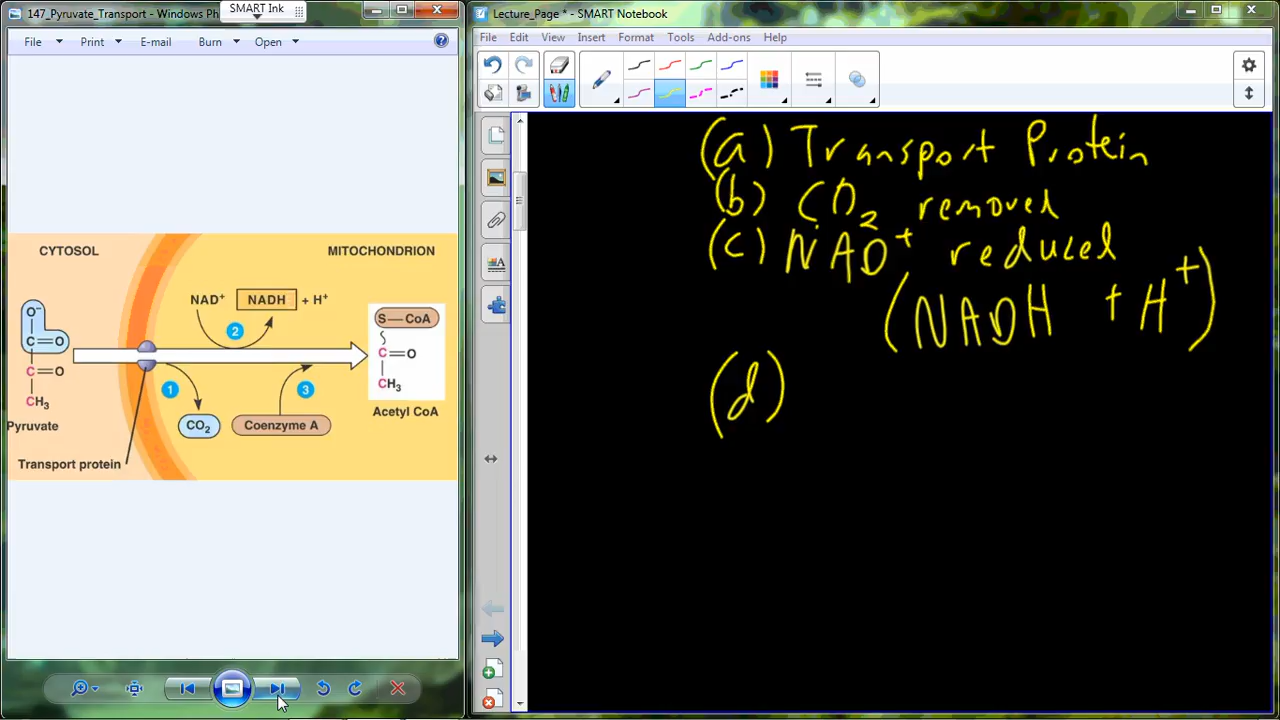 147_Pyruvate_Transport - Windows Ph
SMART Ink
File Print E-mail Burn Open
CYTOSOL
MITOCHONDRION
NAD⁺ NADH + H⁺
O⁻
S—CoA
2
C=O
C=O
C=O
CH₃
1
3
CH₃
Acetyl CoA
Pyruvate
CO₂
Coenzyme A
Transport protein
Lecture_Page * - SMART Notebook
File Edit View Insert Format Tools Add-ons Help
(a) Transport Protein
(b) CO₂ removed
(c) NAD⁺ reduced
(NADH + H⁺)
(d)